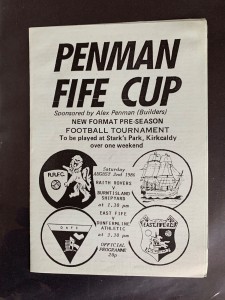 PENMAN
FIFE CUP
Sponsored by Alex Penman (Builders)
NEW FORMAT PRE-SEASON
FOOTBALL TOURNAMENT
To be played at Stark's Park, Kirkcaldy
over one weekend
Saturday
AUGUST 2nd 1986
R.R.F.C.
RAITH ROVERS
v
BURNTISLAND
SHIPYARD
at 1.30 pm
EAST FIFE
v
DUNFERMLINE
ATHLETIC
at 3.30 pm
D A F C
EAST FIFE A.F.C.
OFFICIAL
PROGRAMME
20p